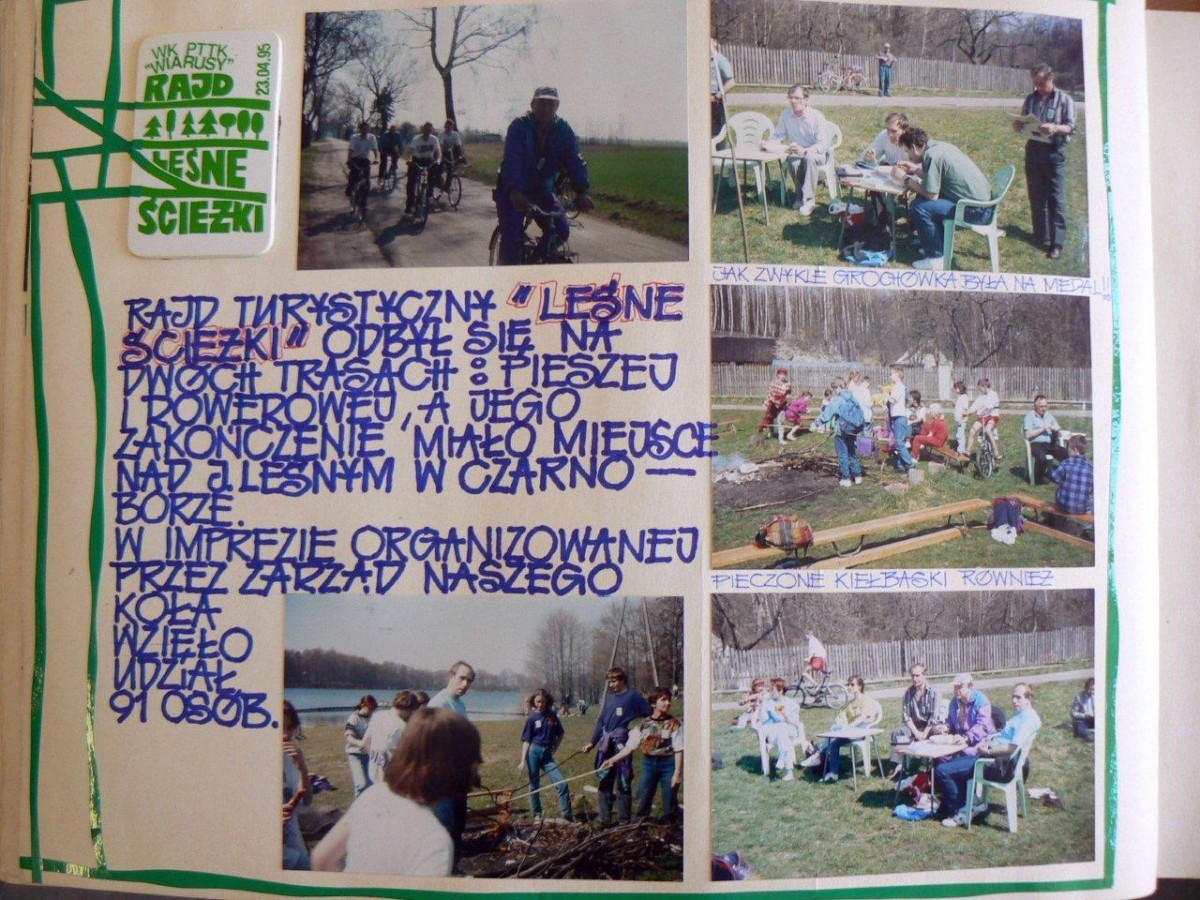 WK PTTK
"WIARUSY"
23.04.95
RAJD
LEŚNE
ŚCIEŻKI
RAJD TURYSTYCZNY "LEŚNE
ŚCIEŻKI" ODBYŁ SIĘ NA
DWÓCH TRASACH: PIESZEJ
I ROWEROWEJ, A JEGO
ZAKOŃCZENIE MIAŁO MIEJSCE
NAD J. LEŚNYM W CZARNO—
BORZE.
W IMPREZIE ORGANIZOWANEJ
PRZEZ ZARZĄD NASZEGO
KOŁA
WZIĘŁO
UDZIAŁ
91 OSÓB.
JAK ZWYKLE GROCHÓWKA BYŁA NA MEDAL!!
PIECZONE KIEŁBASKI RÓWNIEŻ